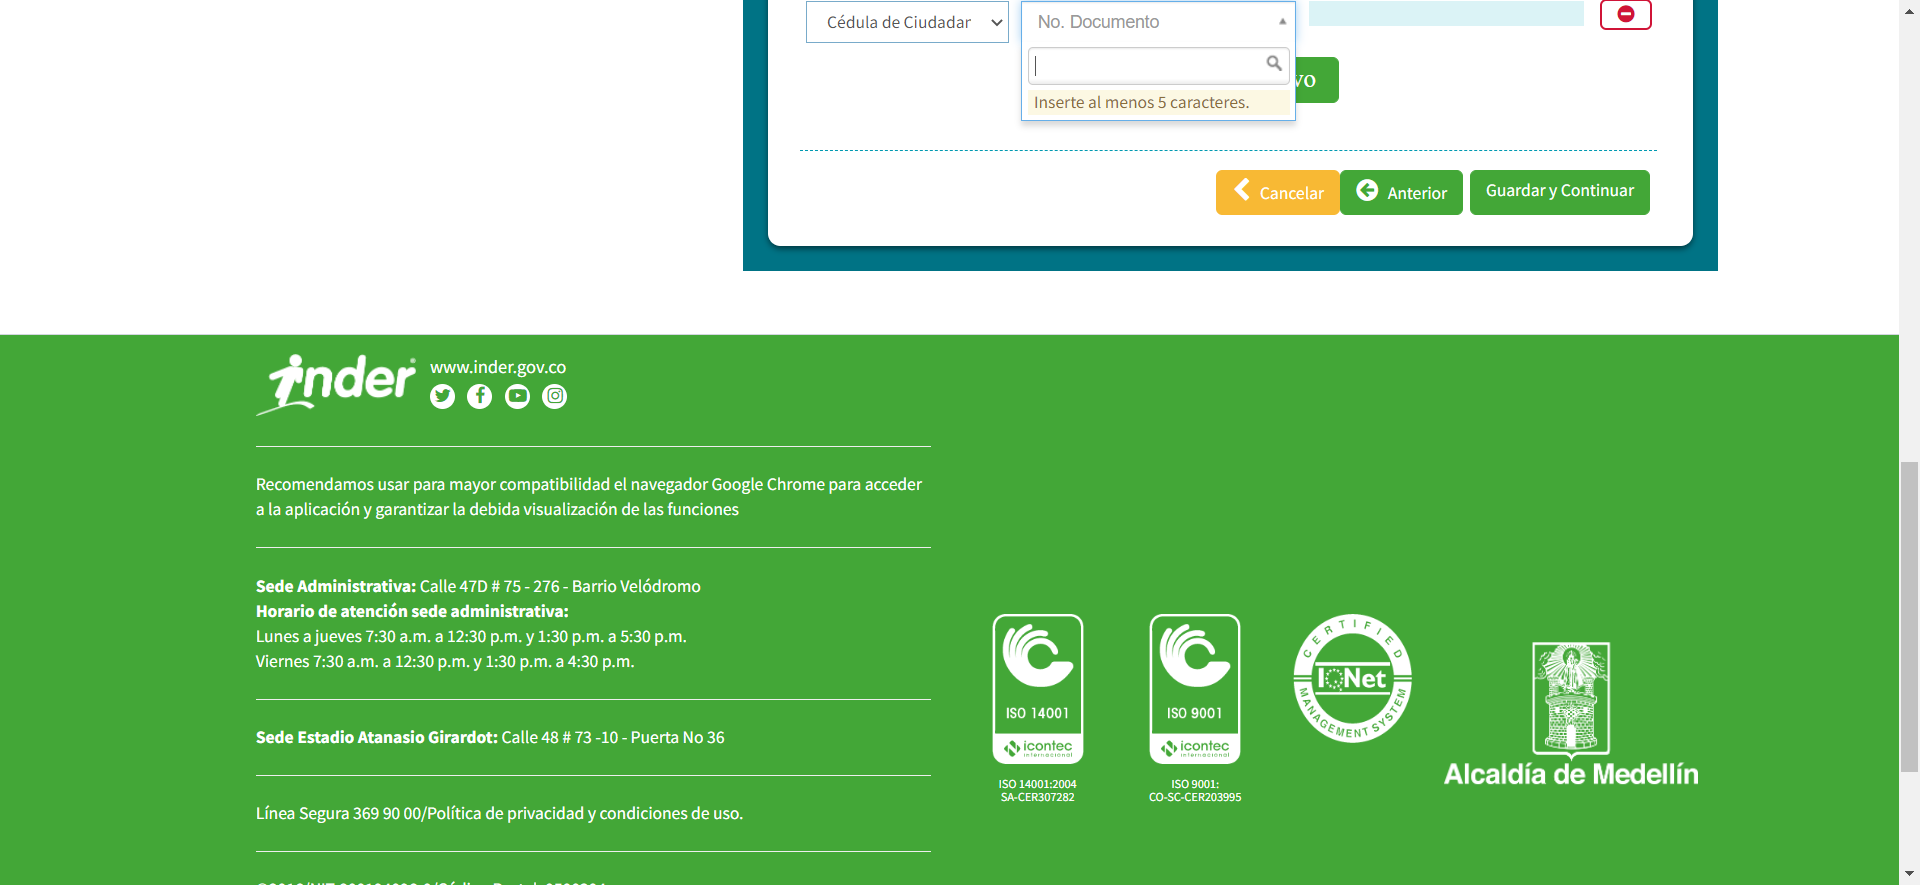 Cédula de Ciudadar
No. Documento
Inserte al menos 5 caracteres.
vo
Cancelar
Anterior
Guardar y Continuar
inder
www.inder.gov.co
Recomendamos usar para mayor compatibilidad el navegador Google Chrome para acceder
a la aplicación y garantizar la debida visualización de las funciones
Sede Administrativa: Calle 47D # 75 - 276 - Barrio Velódromo
Horario de atención sede administrativa:
Lunes a jueves 7:30 a.m. a 12:30 p.m. y 1:30 p.m. a 5:30 p.m.
Viernes 7:30 a.m. a 12:30 p.m. y 1:30 p.m. a 4:30 p.m.
Sede Estadio Atanasio Girardot: Calle 48 # 73 -10 - Puerta No 36
Línea Segura 369 90 00/Política de privacidad y condiciones de uso.
ISO 14001
icontec
internacional
ISO 14001:2004
SA-CER307282
ISO 9001
icontec
internacional
ISO 9001:
CO-SC-CER203995
CERTIFIED
IQNet
MANAGEMENT SYSTEM
Alcaldía de Medellín